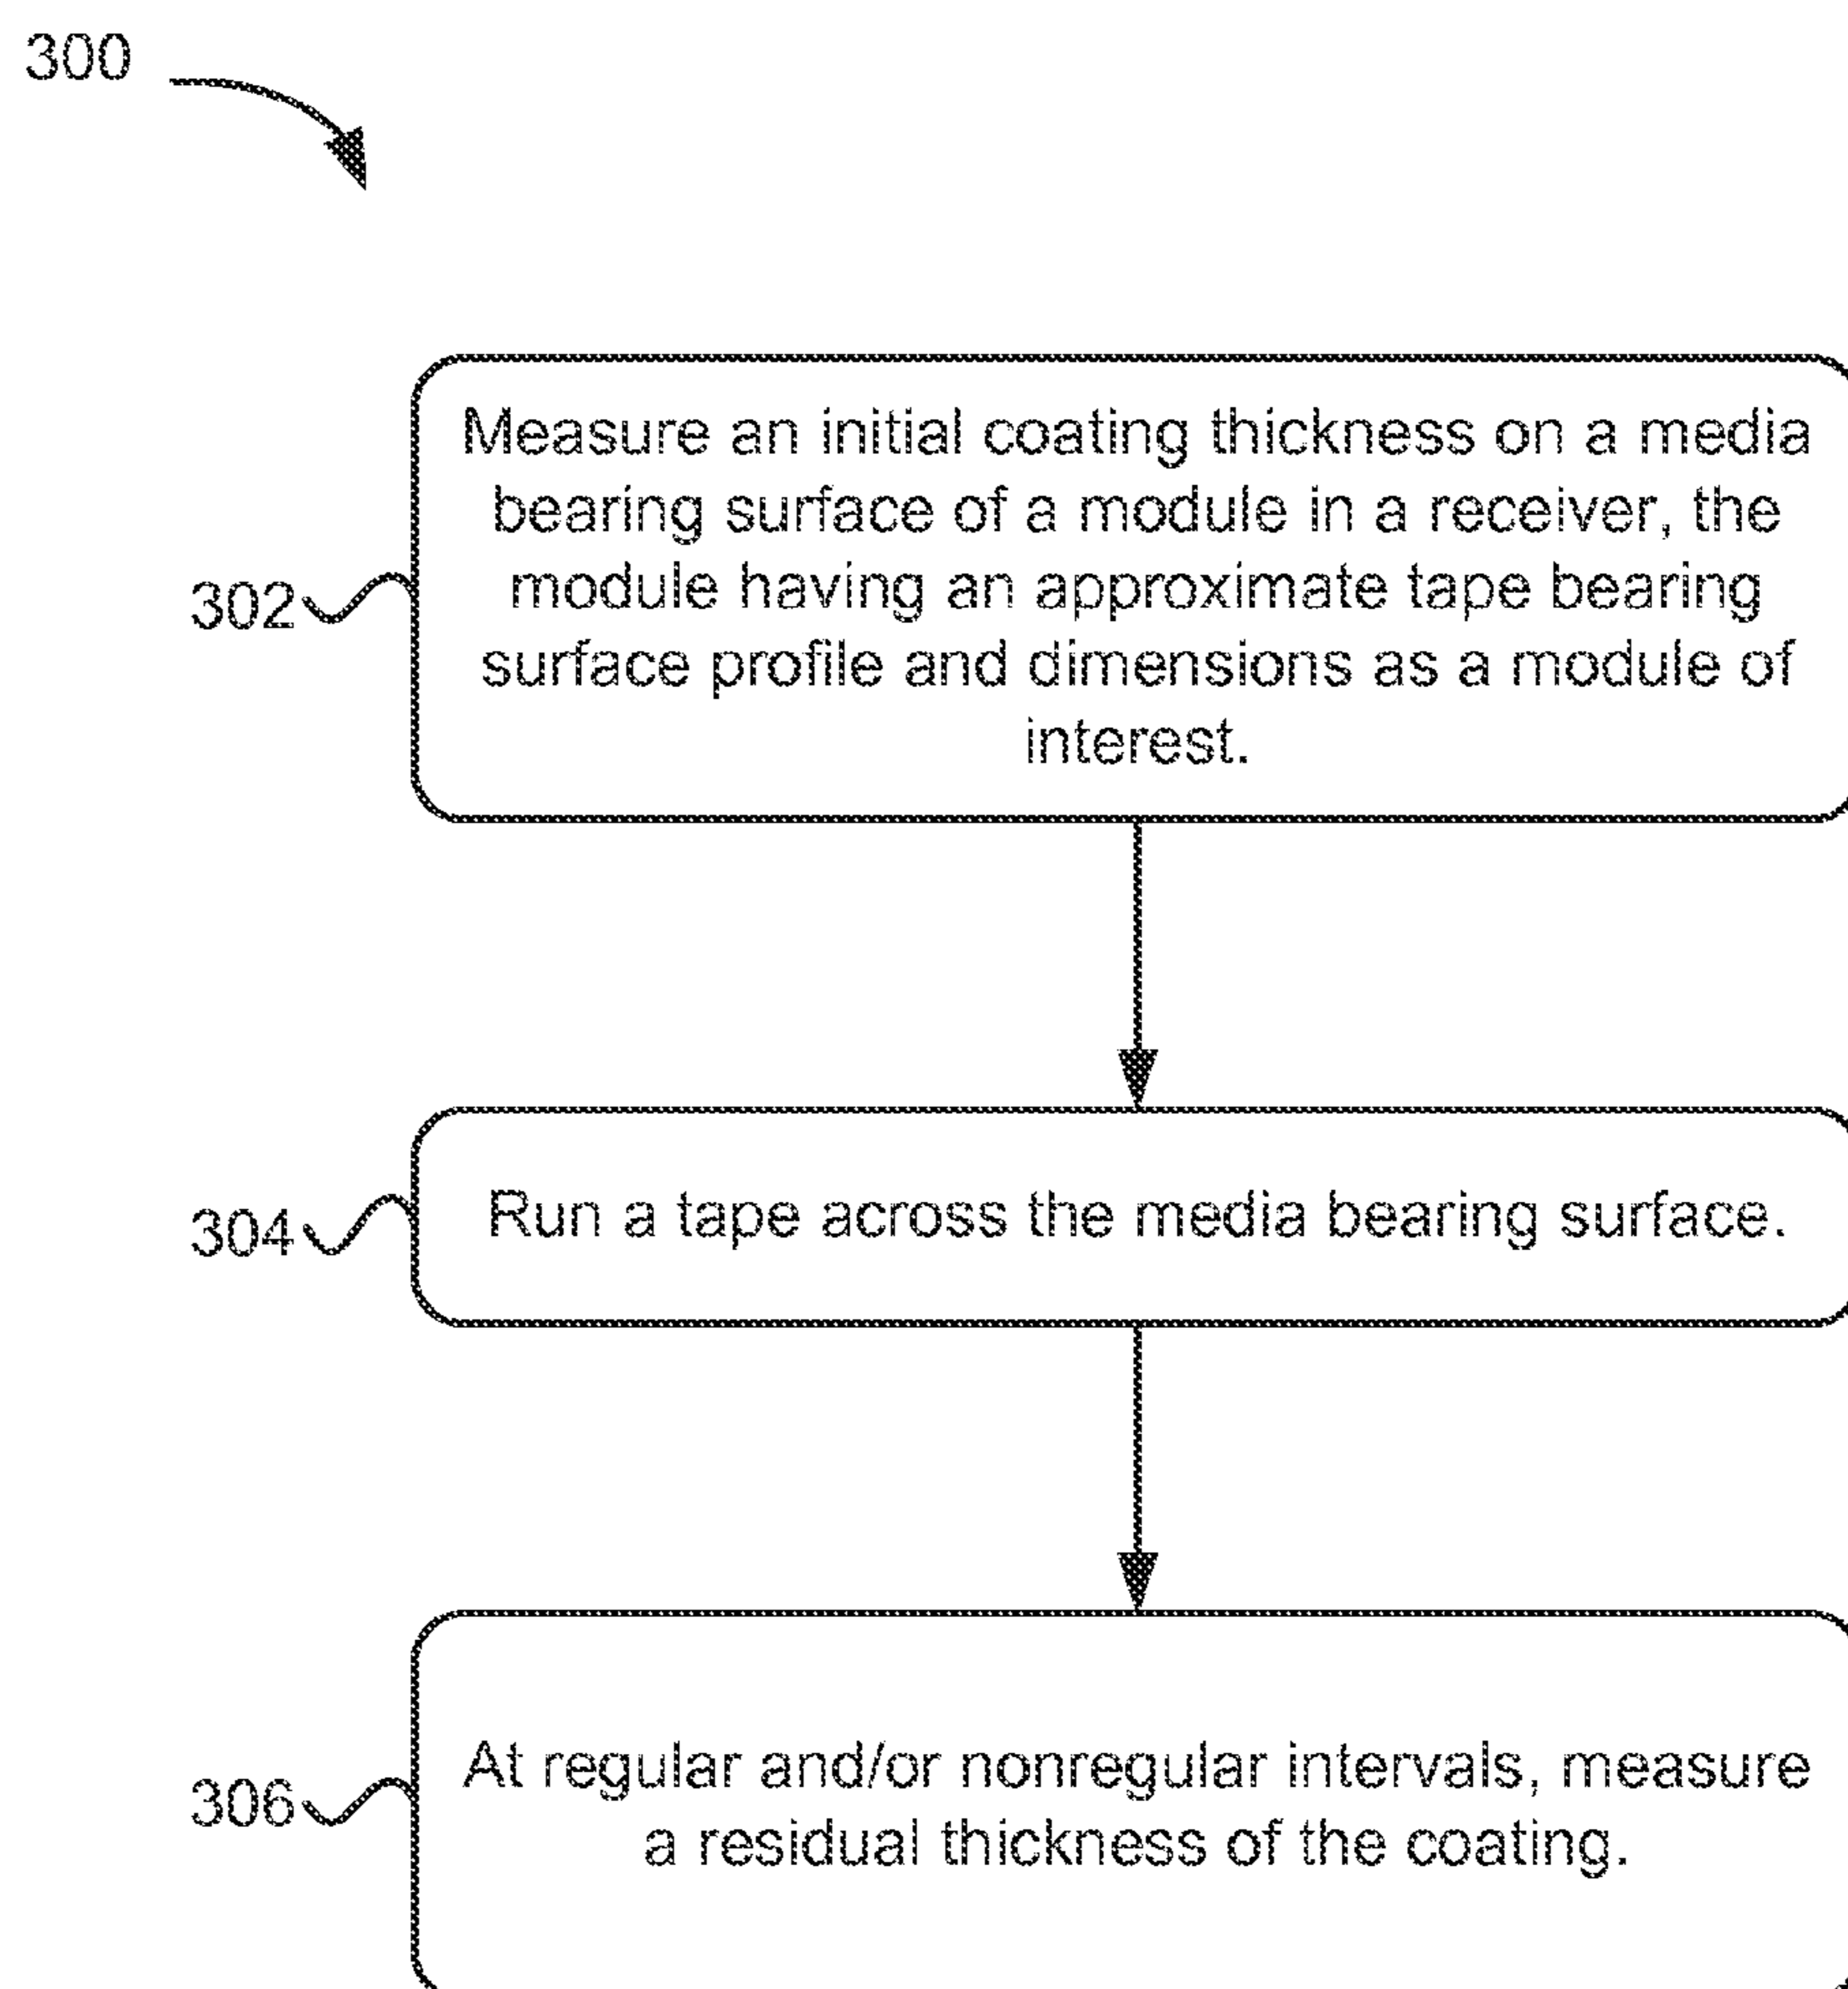 300
Measure an initial coating thickness on a media
bearing surface of a module in a receiver, the
module having an approximate tape bearing
surface profile and dimensions as a module of
interest.
302
Run a tape across the media bearing surface.
304
At regular and/or nonregular intervals, measure
a residual thickness of the coating.
306